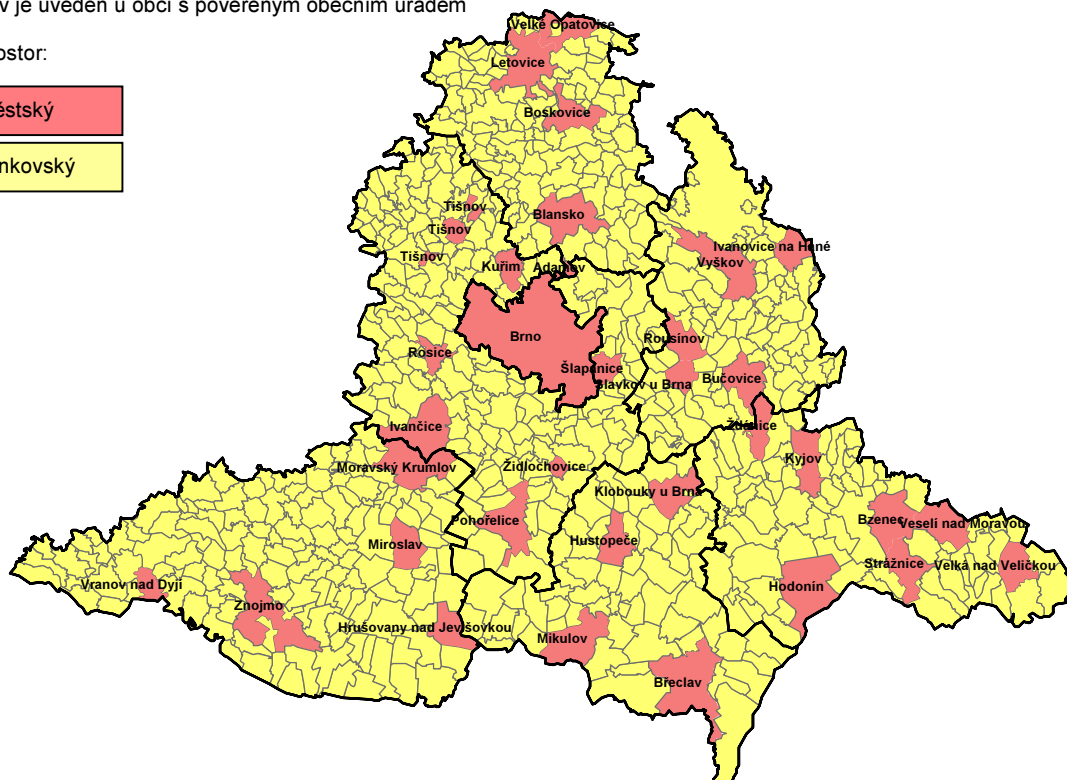 v je uveden u obcí s pověřeným obecním úřadem
ostor:
ěstský
nkovský
Velké Opatovice
Letovice
Boskovice
Tišnov
Tišnov
Tišnov
Blansko
Ivanovice na Hané
Vyškov
Kuřim
Adamov
Brno
Rousínov
Rosice
Šlapanice
Slavkov u Brna
Bučovice
Ivančice
Ždánice
Moravský Krumlov
Židlochovice
Kyjov
Klobouky u Brna
Pohořelice
Bzenec
Veselí nad Moravou
Miroslav
Hustopeče
Strážnice
Velká nad Veličkou
Vranov nad Dyjí
Hodonín
Znojmo
Hrušovany nad Jevišovkou
Mikulov
Břeclav